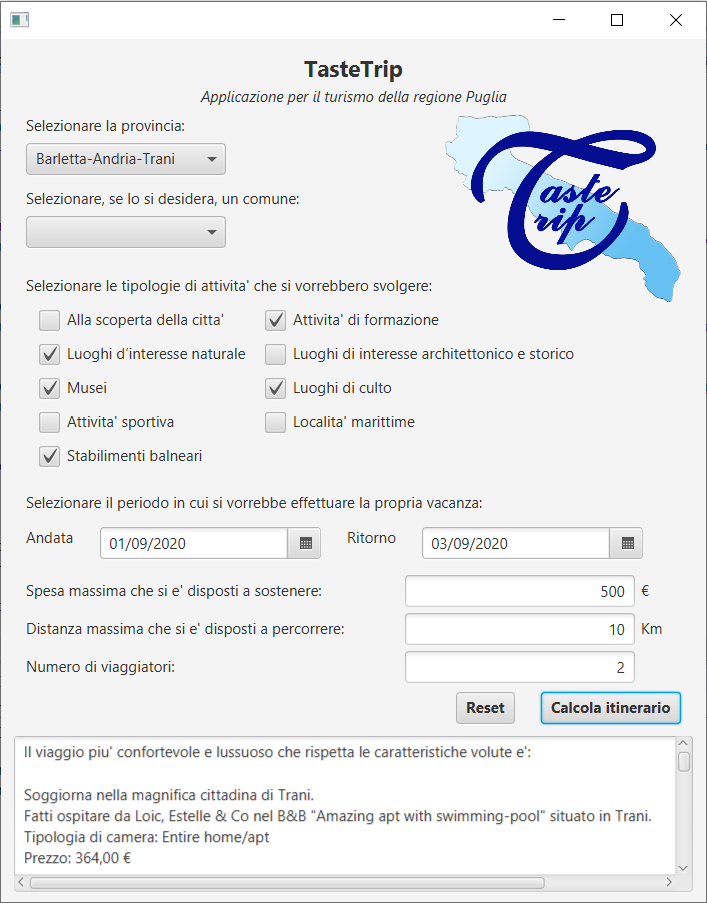 TasteTrip
Applicazione per il turismo della regione Puglia
Selezionare la provincia:
Barletta-Andria-Trani
Taste
Trip
Selezionare, se lo si desidera, un comune:
Selezionare le tipologie di attivita' che si vorrebbero svolgere:
Alla scoperta della citta'
Attivita' di formazione
Luoghi d’interesse naturale
Luoghi di interesse architettonico e storico
Musei
Luoghi di culto
Attivita' sportiva
Localita' marittime
Stabilimenti balneari
Selezionare il periodo in cui si vorrebbe effettuare la propria vacanza:
Andata 01/09/2020 Ritorno 03/09/2020
Spesa massima che si e' disposti a sostenere: 500 €
Distanza massima che si e' disposti a percorrere: 10 Km
Numero di viaggiatori: 2
Reset Calcola itinerario
Il viaggio piu' confortevole e lussuoso che rispetta le caratteristiche volute e':
Soggiorna nella magnifica cittadina di Trani.
Fatti ospitare da Loic, Estelle & Co nel B&B "Amazing apt with swimming-pool" situato in Trani.
Tipologia di camera: Entire home/apt
Prezzo: 364,00 €